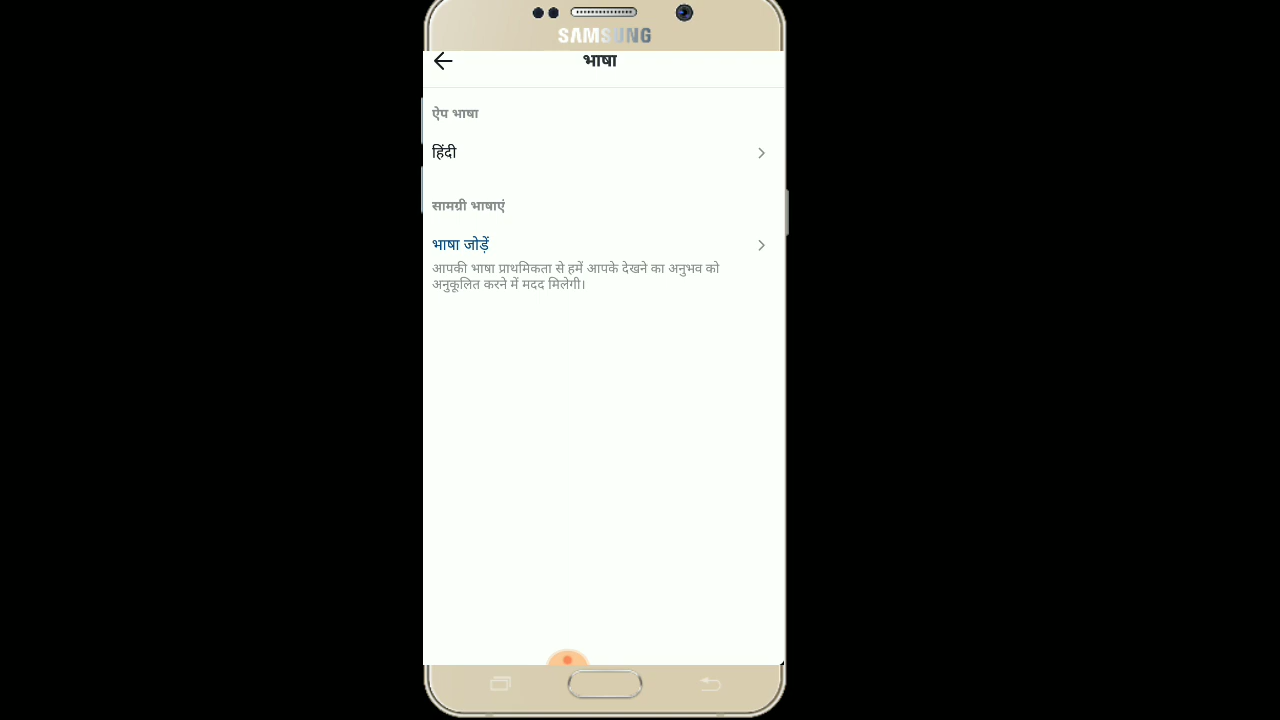 SAMSUNG
भाषा
ऐप भाषा
हिंदी
सामग्री भाषाएं
भाषा जोड़ें
आपकी भाषा प्राथमिकता से हमें आपके देखने का अनुभव को
अनुकूलित करने में मदद मिलेगी।